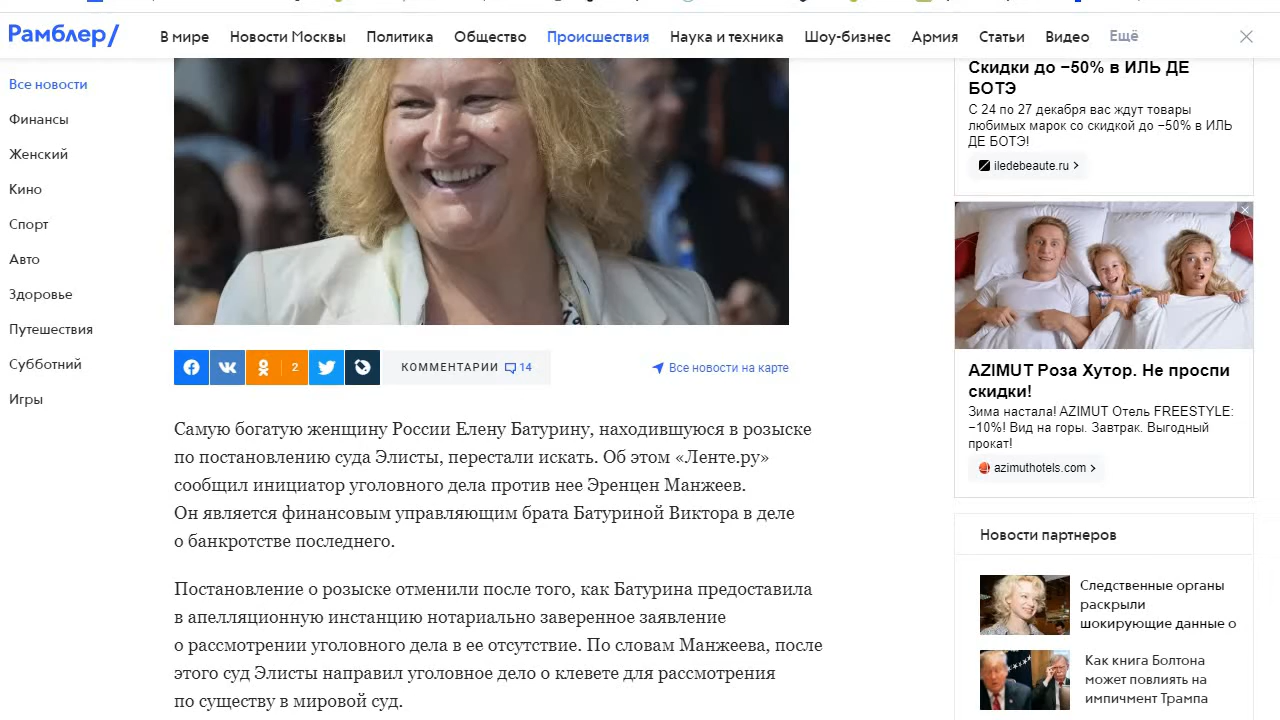 Рамблер/
В мире
Новости Москвы
Политика
Общество
Происшествия
Наука и техника
Шоу-бизнес
Армия
Статьи
Видео
Ещё
Все новости
Финансы
Женский
Кино
Спорт
Авто
Здоровье
Путешествия
Субботний
Игры
2
КОММЕНТАРИИ 14
Все новости на карте
Самую богатую женщину России Елену Батурину, находившуюся в розыске
по постановлению суда Элисты, перестали искать. Об этом «Ленте.ру»
сообщил инициатор уголовного дела против нее Эренцен Манжеев.
Он является финансовым управляющим брата Батуриной Виктора в деле
о банкротстве последнего.
Постановление о розыске отменили после того, как Батурина предоставила
в апелляционную инстанцию нотариально заверенное заявление
о рассмотрении уголовного дела в ее отсутствие. По словам Манжеева, после
этого суд Элисты направил уголовное дело о клевете для рассмотрения
по существу в мировой суд.
Скидки до −50% в ИЛЬ ДЕ
БОТЭ
С 24 по 27 декабря вас ждут товары
любимых марок со скидкой до −50% в ИЛЬ
ДЕ БОТЭ!
iledebeaute.ru
AZIMUT Роза Хутор. Не проспи
скидки!
Зима настала! AZIMUT Отель FREESTYLE:
−10%! Вид на горы. Завтрак. Выгодный
прокат!
azimuthotels.com
Новости партнеров
Следственные органы
раскрыли
шокирующие данные о
Как книга Болтона
может повлиять на
импичмент Трампа